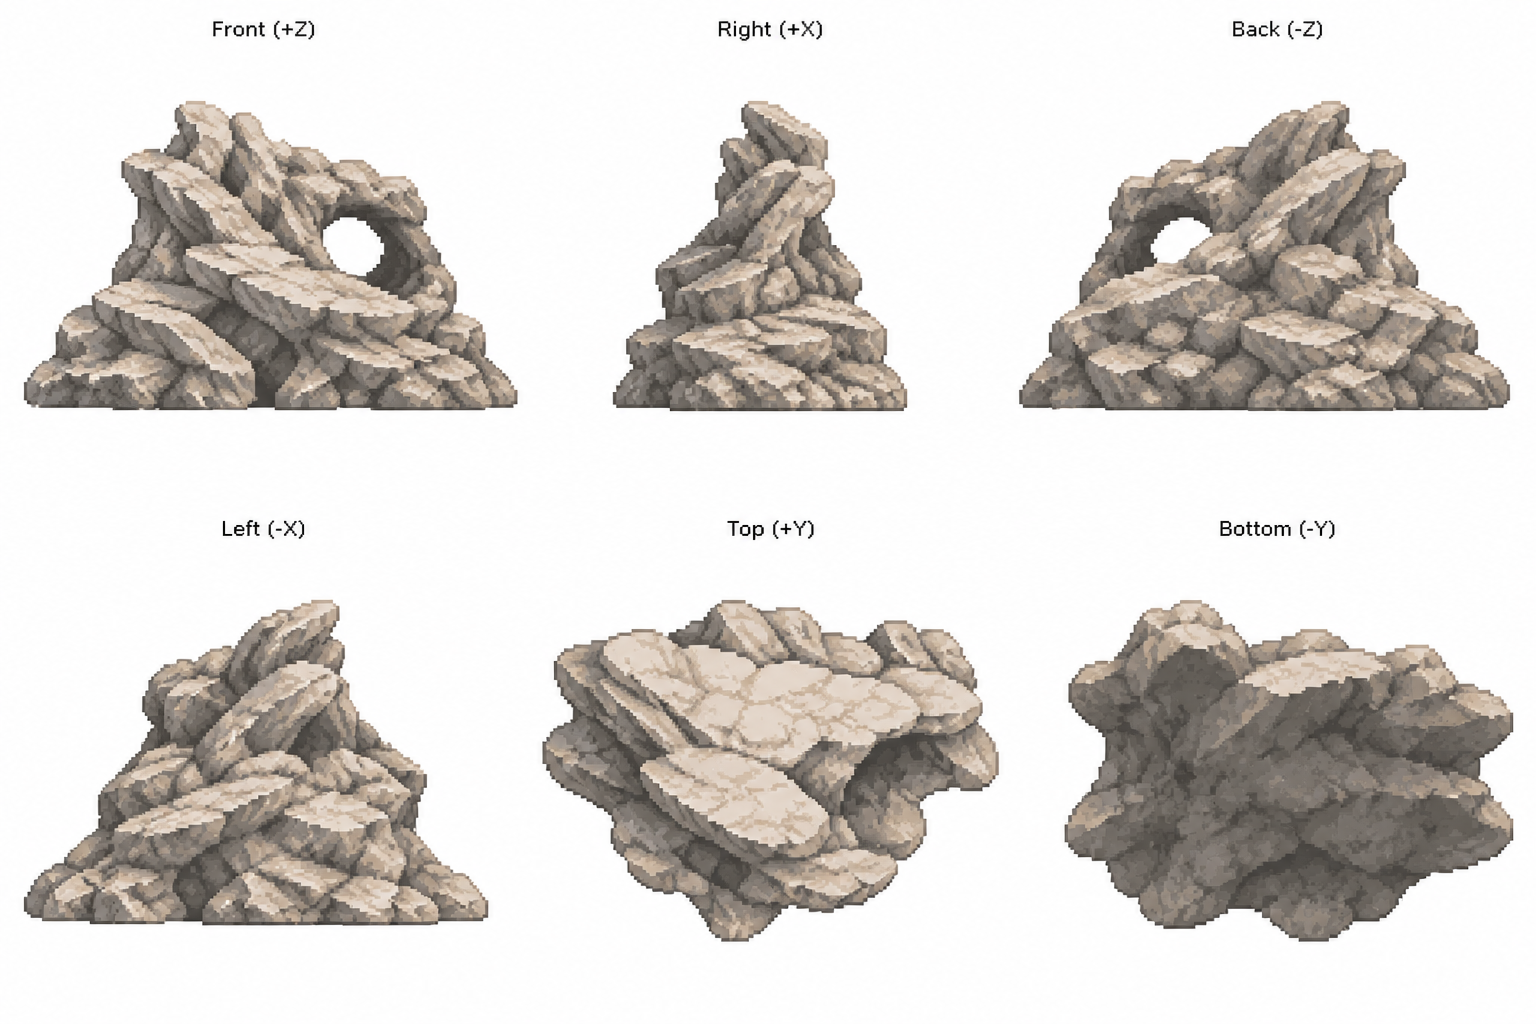 Front (+Z)
Right (+X)
Back (-Z)
Left (-X)
Top (+Y)
Bottom (-Y)